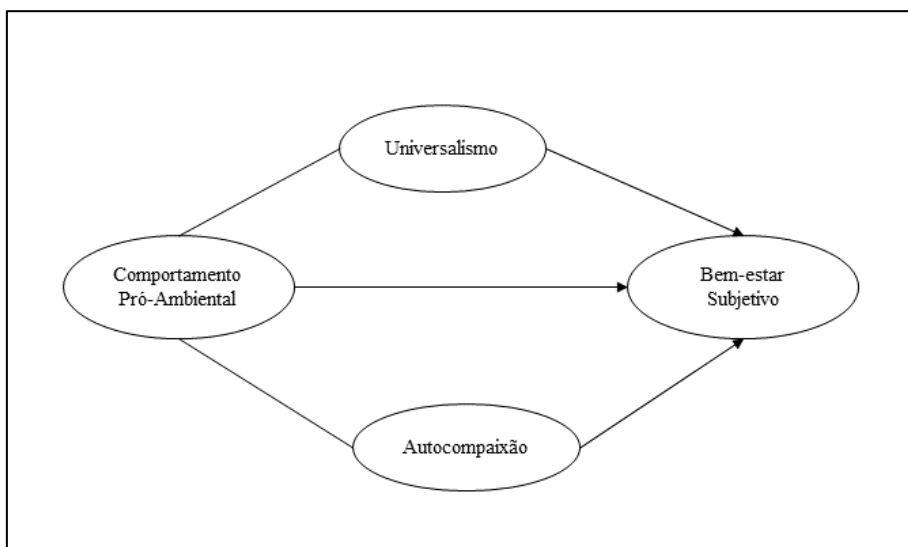 Universalismo
Comportamento
Pró-Ambiental
Bem-estar
Subjetivo
Autocompaixão